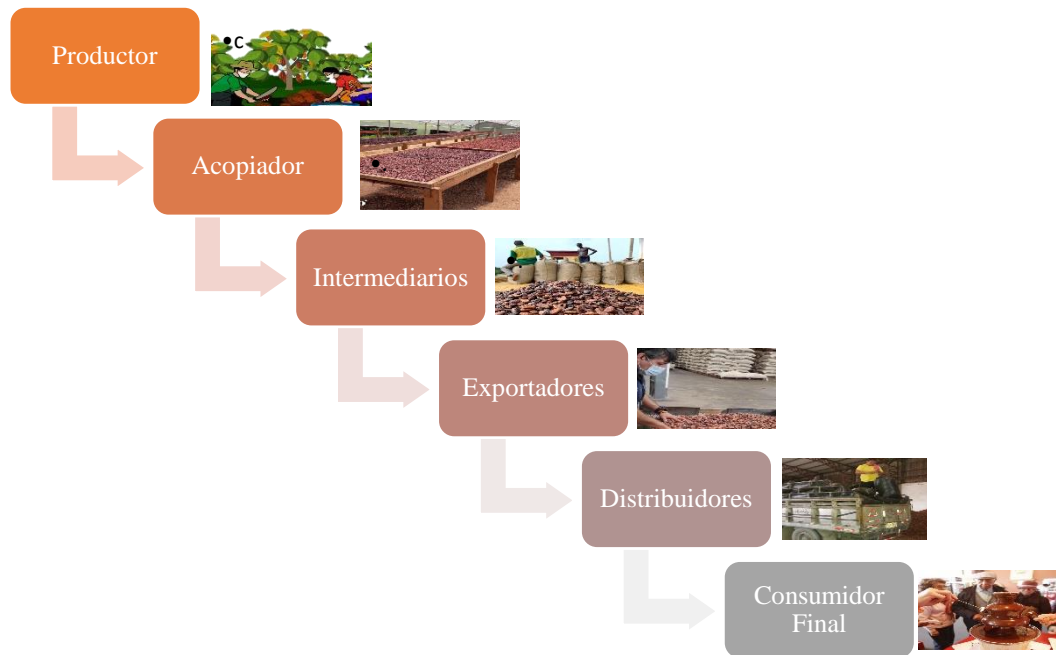 Productor
•c
Acopiador
Intermediarios
Exportadores
Distribuidores
Consumidor
Final